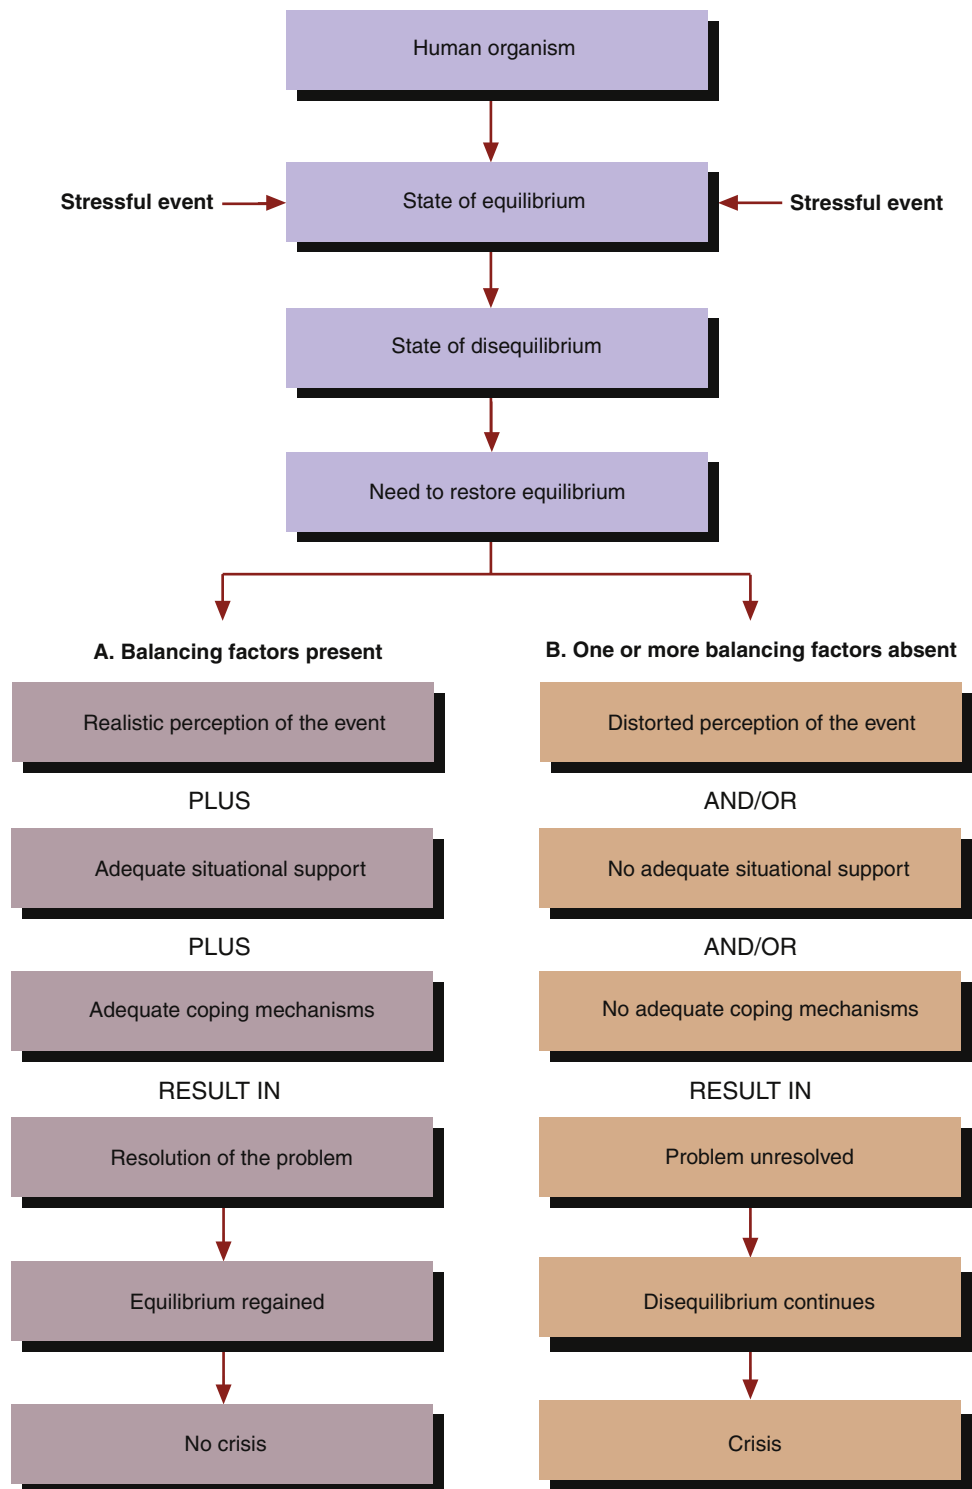 Human organism
Stressful event
State of equilibrium
Stressful event
State of disequilibrium
Need to restore equilibrium
A. Balancing factors present
Realistic perception of the event
PLUS
Adequate situational support
PLUS
Adequate coping mechanisms
RESULT IN
Resolution of the problem
Equilibrium regained
No crisis
B. One or more balancing factors absent
Distorted perception of the event
AND/OR
No adequate situational support
AND/OR
No adequate coping mechanisms
RESULT IN
Problem unresolved
Disequilibrium continues
Crisis